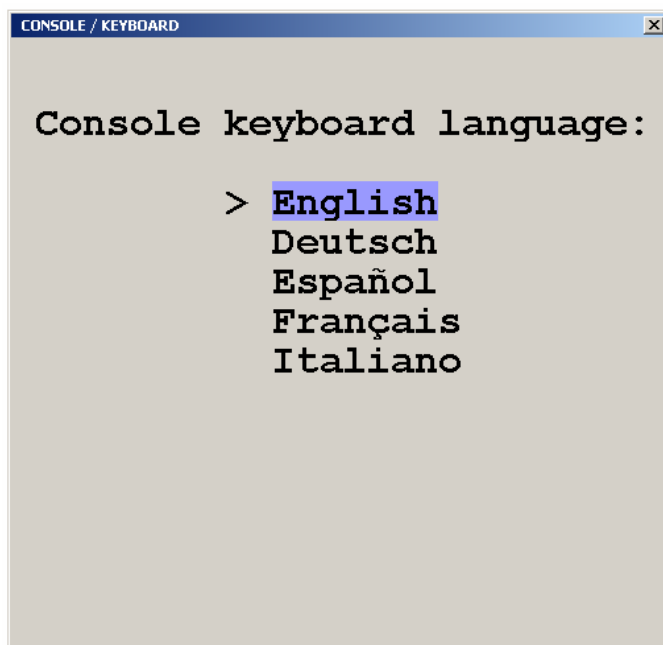 CONSOLE / KEYBOARD
Console keyboard language:
> English
Deutsch
Español
Français
Italiano